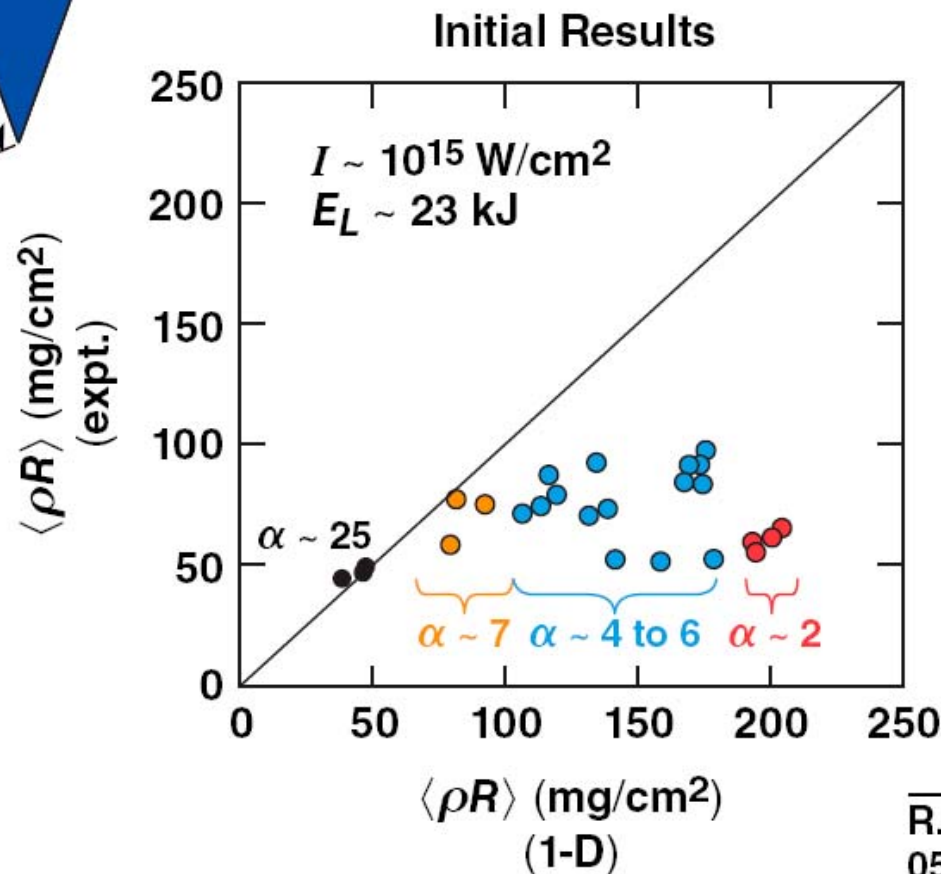 Initial Results
250
200
150
100
50
0
⟨ρR⟩ (mg/cm²)
(expt.)
I ~ 10¹⁵ W/cm²
E_L ~ 23 kJ
α ~ 25
α ~ 7 α ~ 4 to 6 α ~ 2
0 50 100 150 200 250
⟨ρR⟩ (mg/cm²)
(1-D)
R.
05